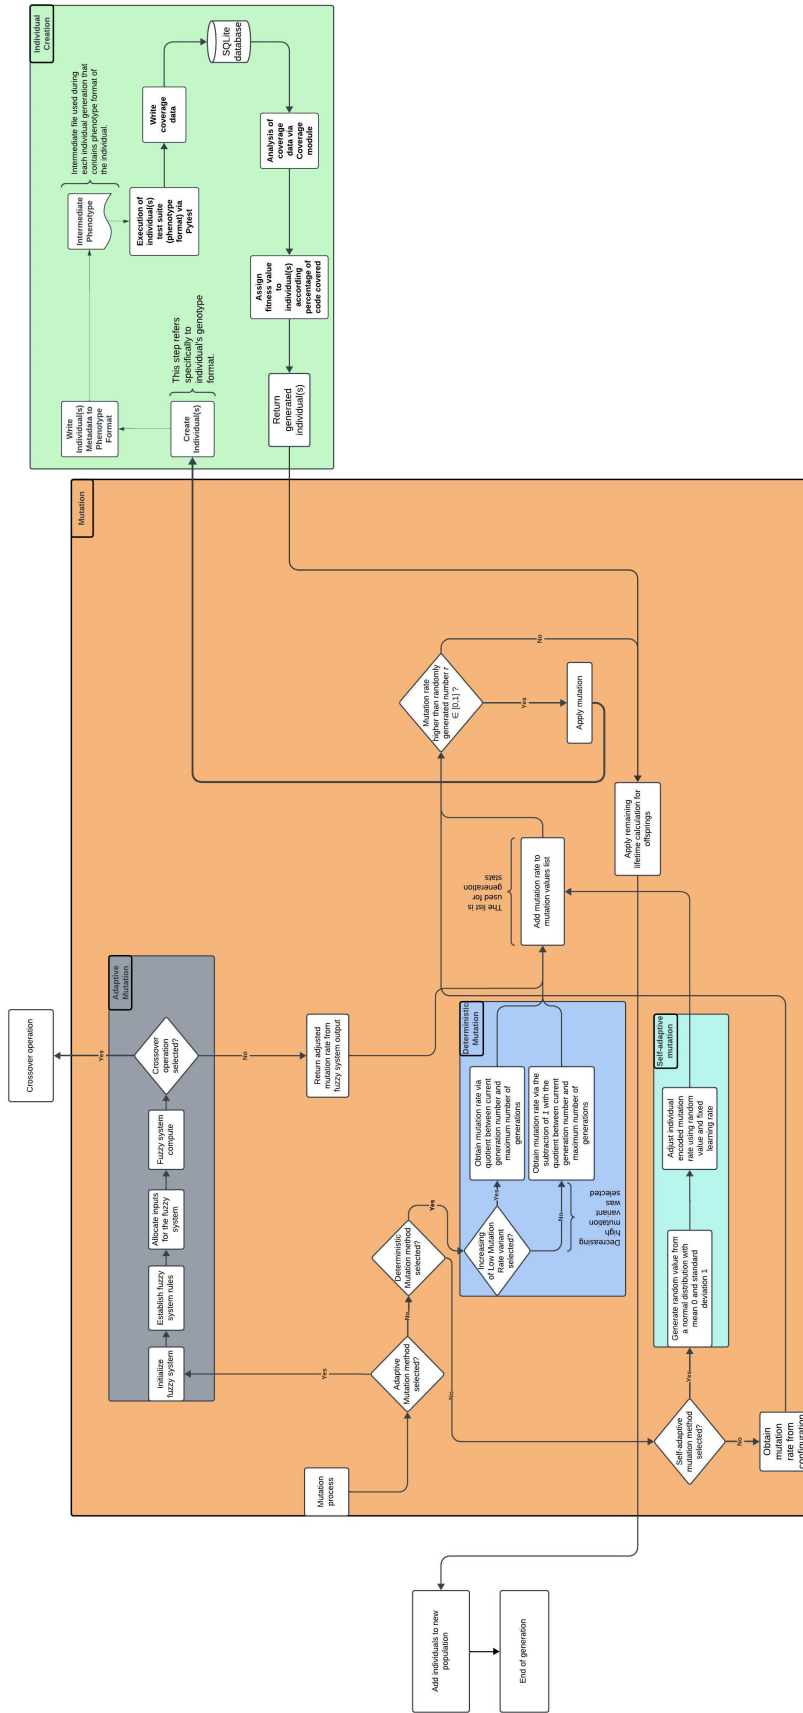 Individual
Creation
Intermediate file used during
each individual generation that
contains phenotype format of
the individual.
Write
Individual(s)
Metadata to
Phenotype
Format
Intermediate
Phenotype
Create
Individual(s)
This step refers
specifically to
individual's genotype
format.
Execution of
individual(s)
test suite
(phenotype
format) via
Pytest
Write
coverage
data
SQLite
database
Analysis of
coverage
data via
Coverage
module
Assign
fitness value
to
individual(s)
according
percentage of
code covered
Return
generated
individual(s)
Mutation
Mutation
process
Adaptive
Mutation method
selected?
Yes
No
Adaptive
Mutation
Initialize
fuzzy system
Establish fuzzy
system rules
Allocate inputs
for the fuzzy
system
Fuzzy system
compute
Crossover
operation
selected?
Yes
No
Crossover operation
Return adjusted
mutation rate from
fuzzy system output
Deterministic
Mutation method
selected?
Yes
No
Deterministic
Mutation
Increasing
of Low Mutation
Rate variant
selected?
Yes
No
Obtain mutation rate via
quotient between current
generation number and
maximum number of
generations
Obtain mutation rate via the
subtraction of 1 with the
quotient between current
generation number and
maximum number of
generations
Decreasing
high
mutation
variant
was
selected
Self-adaptive
mutation method
selected?
Yes
No
Self-adaptive
mutation
Generate random value from
a normal distribution with
mean 0 and standard
deviation 1
Adjust individual
encoded mutation
rate using random
value and fixed
learning rate
Obtain
mutation
rate from
configuration
Add mutation rate to
mutation values list
The list is
used for
generation
stats
Mutation rate
higher than randomly
generated number r
∈ [0,1] ?
Yes
No
Apply mutation
Apply remaining
lifetime calculation for
offsprings
Add individuals to new
population
End of generation